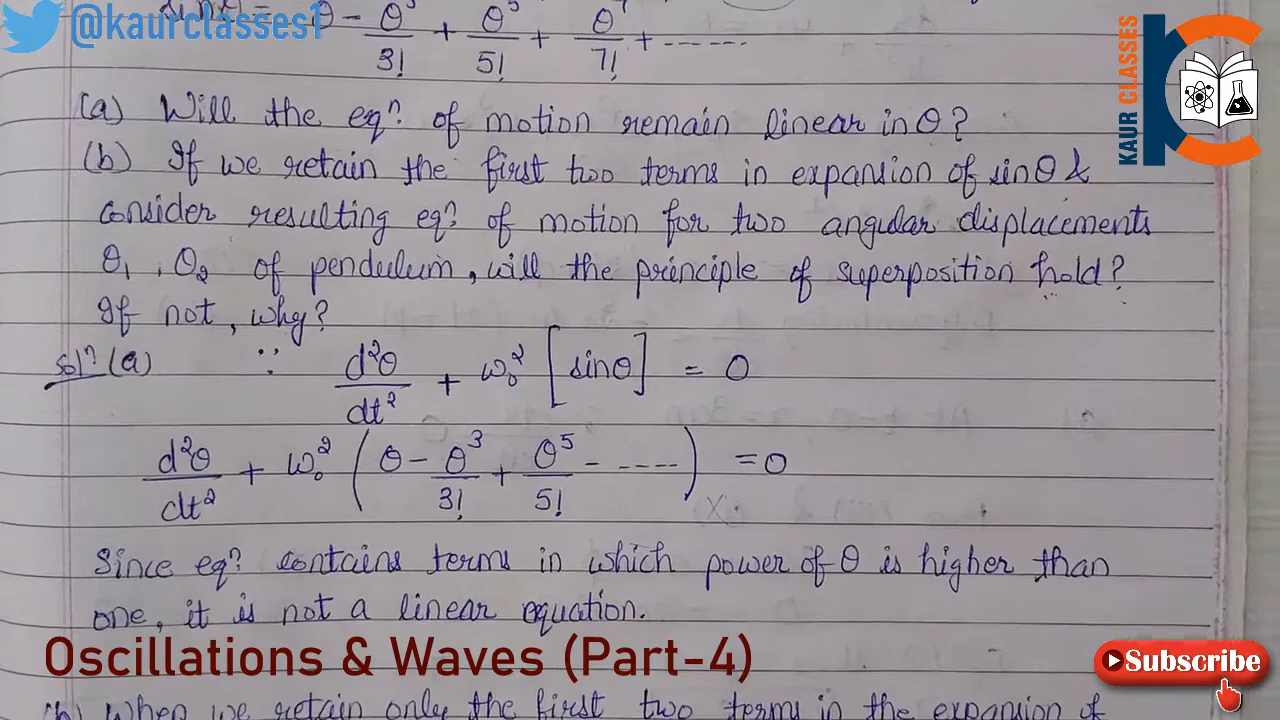 @kaurclasses1
θ - θ³/3! + θ⁵/5! + θ⁷/7! + ------
KAUR CLASSES
(a) Will the eqⁿ of motion remain linear in θ?
(b) If we retain the first two terms in expansion of sinθ &
consider resulting eqⁿ of motion for two angular displacements
θ₁, θ₂ of pendulum, will the principle of superposition hold?
If not, why?
Solⁿ (a) ∵ d²θ/dt² + ω₀² [sinθ] = 0
d²θ/dt² + ω₀² (θ - θ³/3! + θ⁵/5! - ----) = 0
Since eqⁿ contains terms in which power of θ is higher than
one, it is not a linear equation.
Oscillations & Waves (Part-4)
Subscribe
(b) When we retain only the first two terms in the expansion of